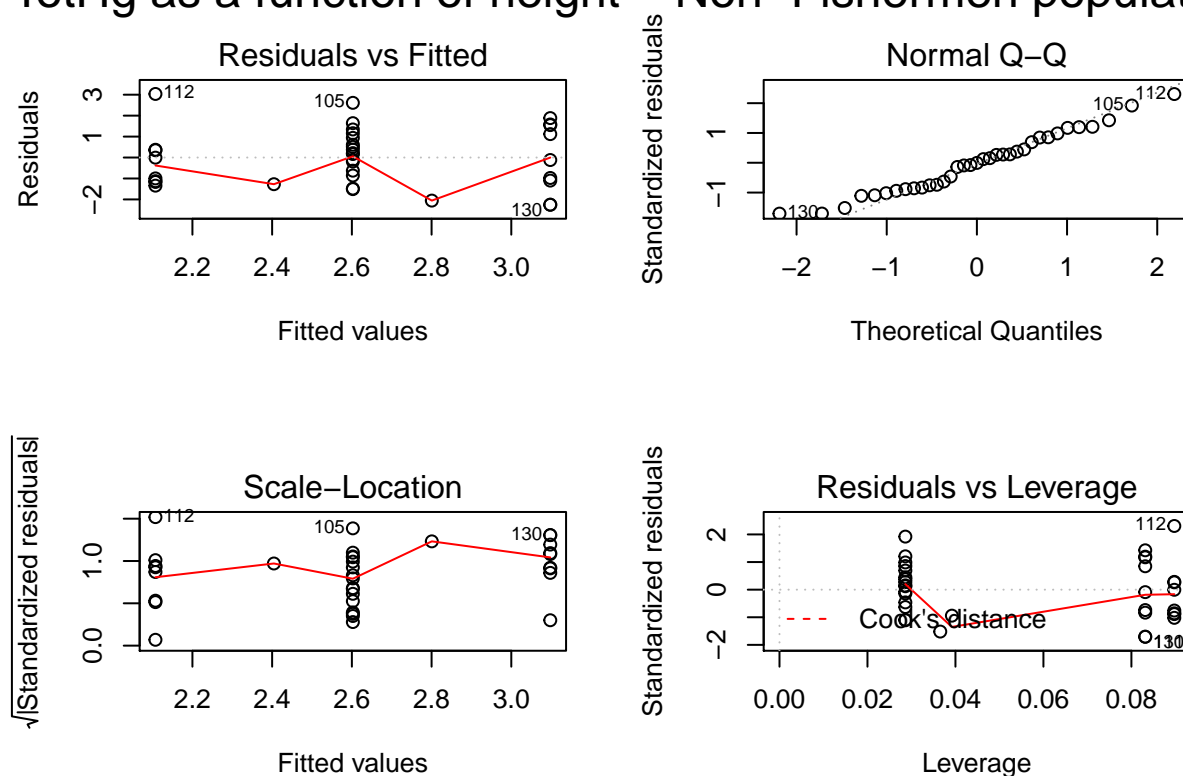 as a function of height − Non−Fishermen
Residuals vs Fitted
Residuals
3
1
−2
112
105
130
2.2 2.4 2.6 2.8 3.0
Fitted values
Normal Q−Q
Standardized residuals
1
−1
130
105
112
−2 −1 0 1 2
Theoretical Quantiles
Scale−Location
√|Standardized residuals|
1.0
0.0
112
105
130
2.2 2.4 2.6 2.8 3.0
Fitted values
Residuals vs Leverage
Standardized residuals
2
0
−2
112
Cook's distance
0.00 0.02 0.04 0.06 0.08
Leverage